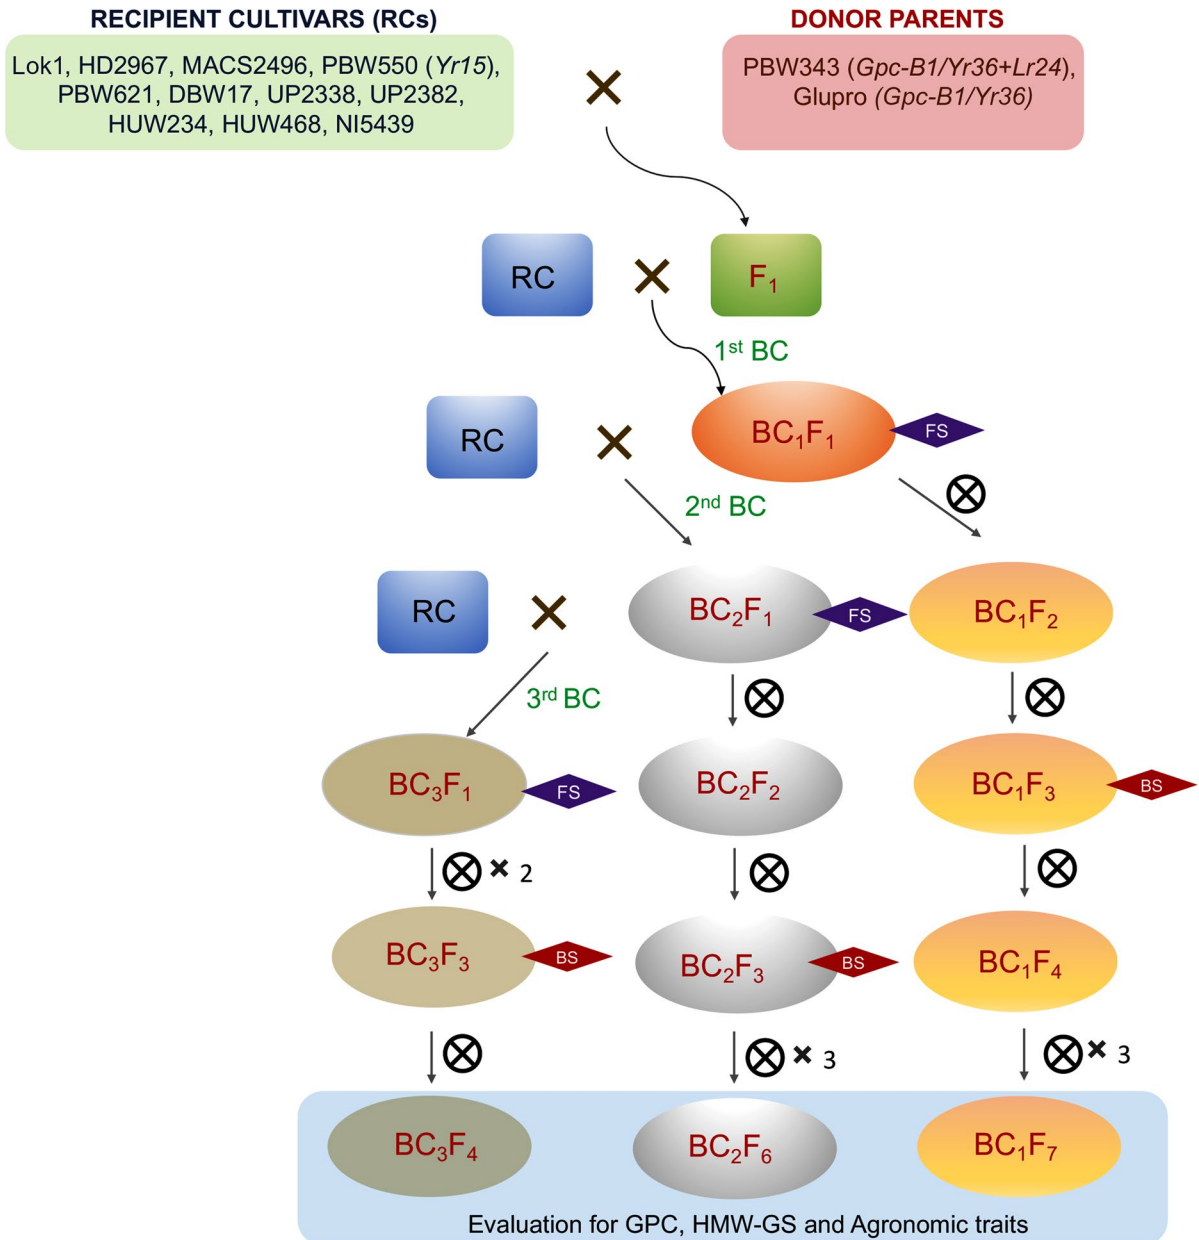 RECIPIENT CULTIVARS (RCs)
DONOR PARENTS
Lok1, HD2967, MACS2496, PBW550 (Yr15),
PBW621, DBW17, UP2338, UP2382,
HUW234, HUW468, NI5439
PBW343 (Gpc-B1/Yr36+Lr24),
Glupro (Gpc-B1/Yr36)
RC
F₁
1ˢᵗ BC
RC
BC₁F₁
FS
2ⁿᵈ BC
RC
BC₂F₁
FS
BC₁F₂
3ʳᵈ BC
BC₃F₁
FS
BC₂F₂
BC₁F₃
BS
× 2
BC₃F₃
BS
BC₂F₃
BS
BC₁F₄
× 3
× 3
BC₃F₄
BC₂F₆
BC₁F₇
Evaluation for GPC, HMW-GS and Agronomic traits